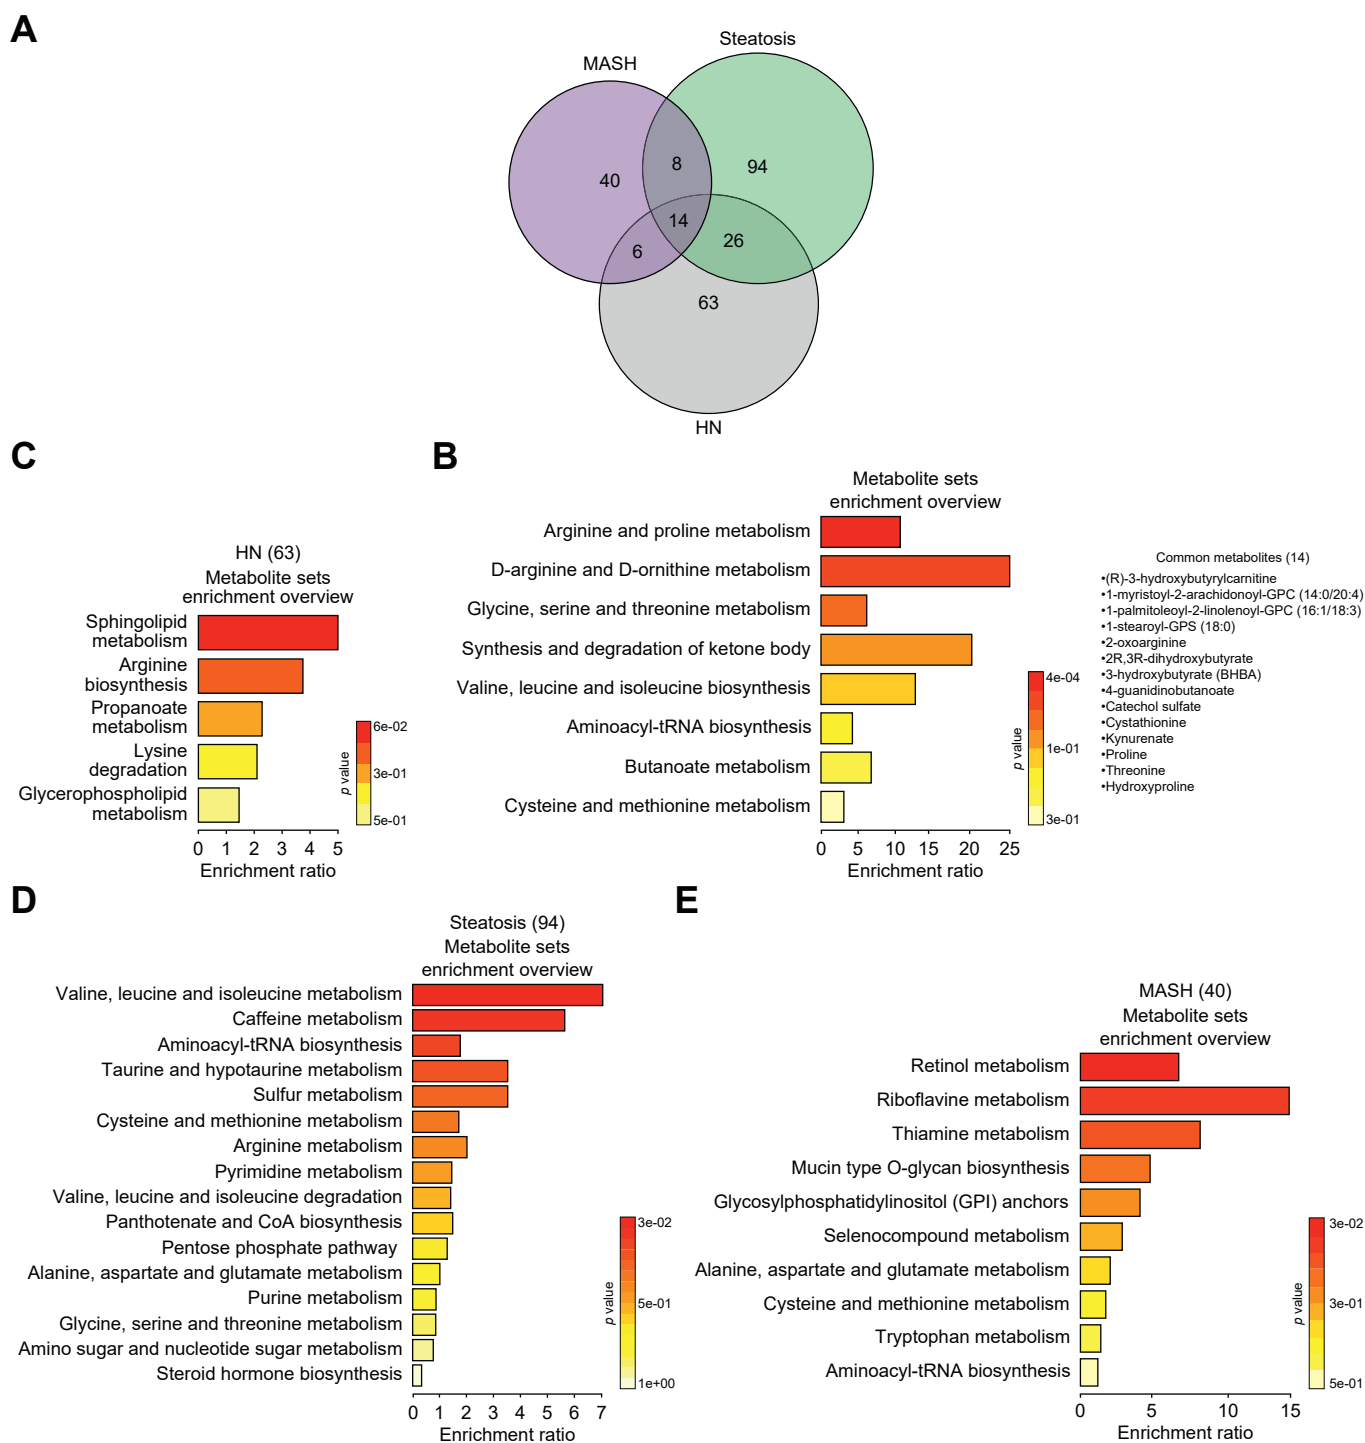 A
Steatosis
MASH
8
94
40
14
26
6
63
HN
C
HN (63)
Metabolite sets
enrichment overview
Sphingolipid
metabolism
Arginine
biosynthesis
Propanoate
metabolism
Lysine
degradation
Glycerophospholipid
metabolism
0 1 2 3 4 5
Enrichment ratio
p value
6e-02
3e-01
5e-01
B
Metabolite sets
enrichment overview
Arginine and proline metabolism
D-arginine and D-ornithine metabolism
Glycine, serine and threonine metabolism
Synthesis and degradation of ketone body
Valine, leucine and isoleucine biosynthesis
Aminoacyl-tRNA biosynthesis
Butanoate metabolism
Cysteine and methionine metabolism
0 5 10 15 20 25
Enrichment ratio
p value
4e-04
1e-01
3e-01
Common metabolites (14)
•(R)-3-hydroxybutyrylcarnitine
•1-myristoyl-2-arachidonoyl-GPC (14:0/20:4)
•1-palmitoleoyl-2-linolenoyl-GPC (16:1/18:3)
•1-stearoyl-GPS (18:0)
•2-oxoarginine
•2R,3R-dihydroxybutyrate
•3-hydroxybutyrate (BHBA)
•4-guanidinobutanoate
•Catechol sulfate
•Cystathionine
•Kynurenate
•Proline
•Threonine
•Hydroxyproline
D
Steatosis (94)
Metabolite sets
enrichment overview
Valine, leucine and isoleucine metabolism
Caffeine metabolism
Aminoacyl-tRNA biosynthesis
Taurine and hypotaurine metabolism
Sulfur metabolism
Cysteine and methionine metabolism
Arginine metabolism
Pyrimidine metabolism
Valine, leucine and isoleucine degradation
Panthotenate and CoA biosynthesis
Pentose phosphate pathway
Alanine, aspartate and glutamate metabolism
Purine metabolism
Glycine, serine and threonine metabolism
Amino sugar and nucleotide sugar metabolism
Steroid hormone biosynthesis
0 1 2 3 4 5 6 7
Enrichment ratio
p value
3e-02
5e-01
1e+00
E
MASH (40)
Metabolite sets
enrichment overview
Retinol metabolism
Riboflavine metabolism
Thiamine metabolism
Mucin type O-glycan biosynthesis
Glycosylphosphatidylinositol (GPI) anchors
Selenocompound metabolism
Alanine, aspartate and glutamate metabolism
Cysteine and methionine metabolism
Tryptophan metabolism
Aminoacyl-tRNA biosynthesis
0 5 10 15
Enrichment ratio
p value
3e-02
3e-01
5e-01